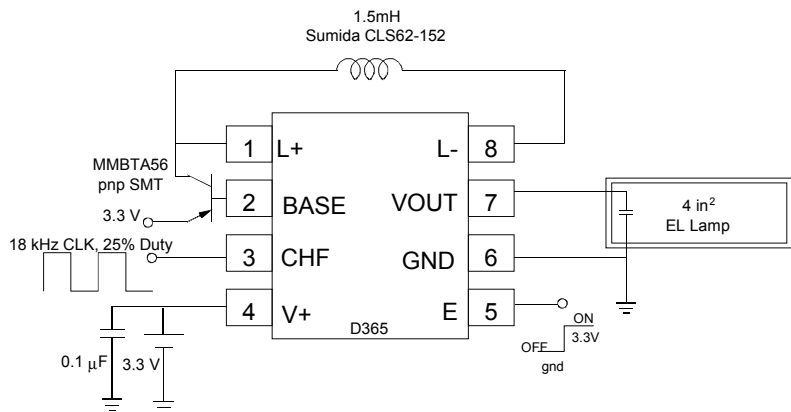 1.5mH
Sumida CLS62-152
1
L+
L-
8
MMBTA56
pnp SMT
2
BASE
VOUT
7
3.3 V
4 in²
EL Lamp
18 kHz CLK, 25% Duty
3
CHF
GND
6
4
V+
E
5
D365
ON
OFF
3.3V
gnd
0.1 μF
3.3 V